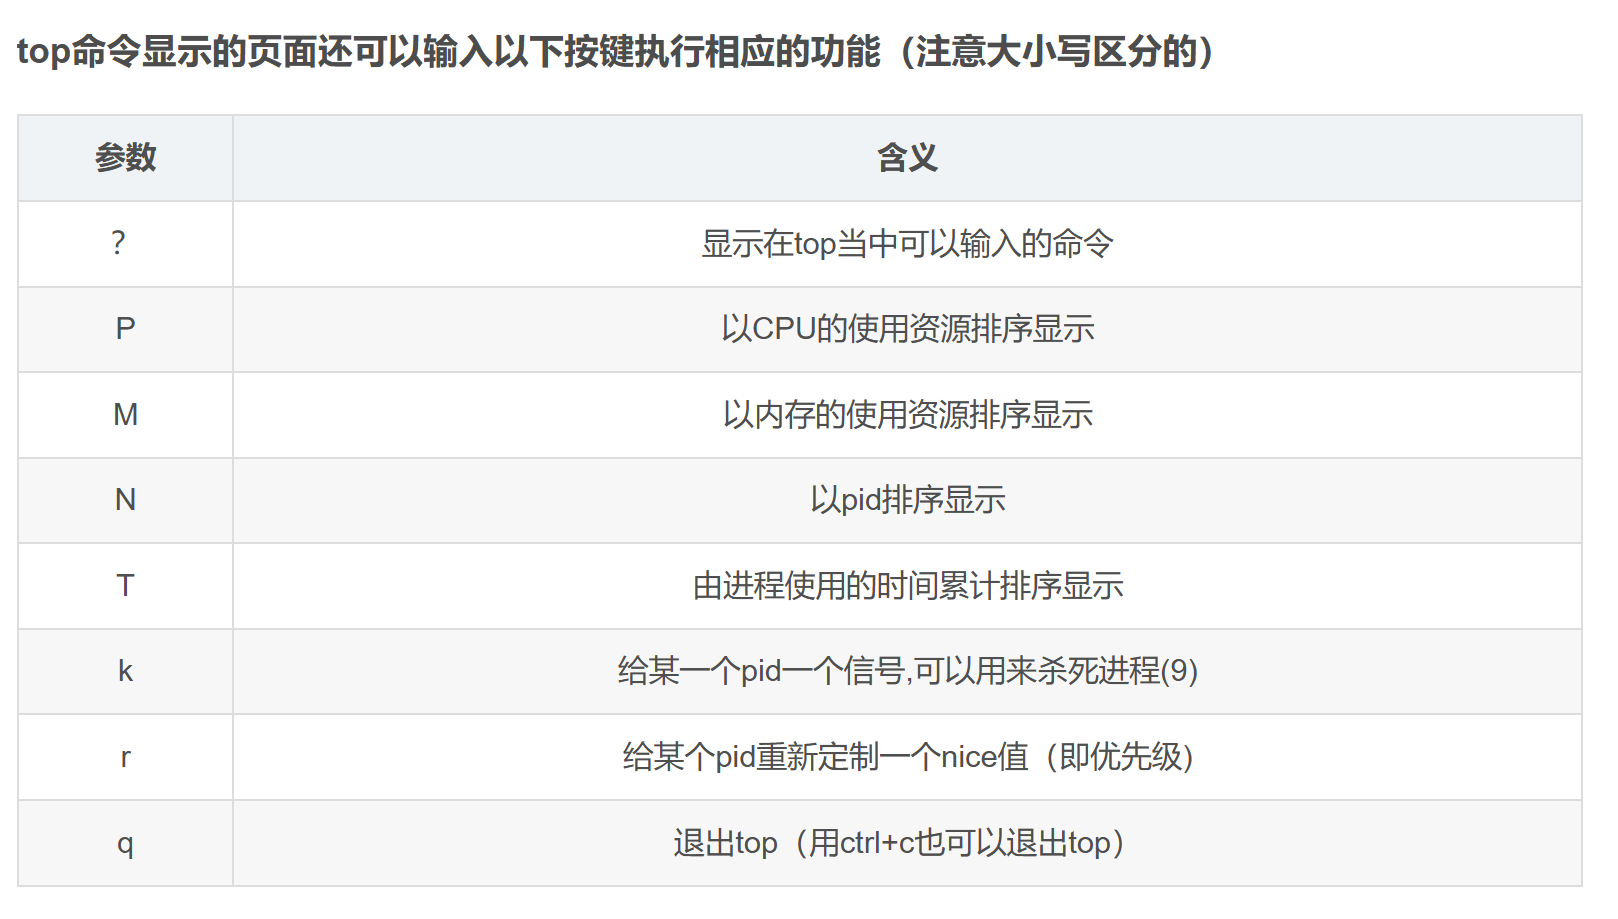 top命令显示的页面还可以输入以下按键执行相应的功能（注意大小写区分的）
参数 含义
？ 显示在top当中可以输入的命令
P 以CPU的使用资源排序显示
M 以内存的使用资源排序显示
N 以pid排序显示
T 由进程使用的时间累计排序显示
k 给某一个pid一个信号,可以用来杀死进程(9)
r 给某个pid重新定制一个nice值（即优先级）
q 退出top（用ctrl+c也可以退出top）